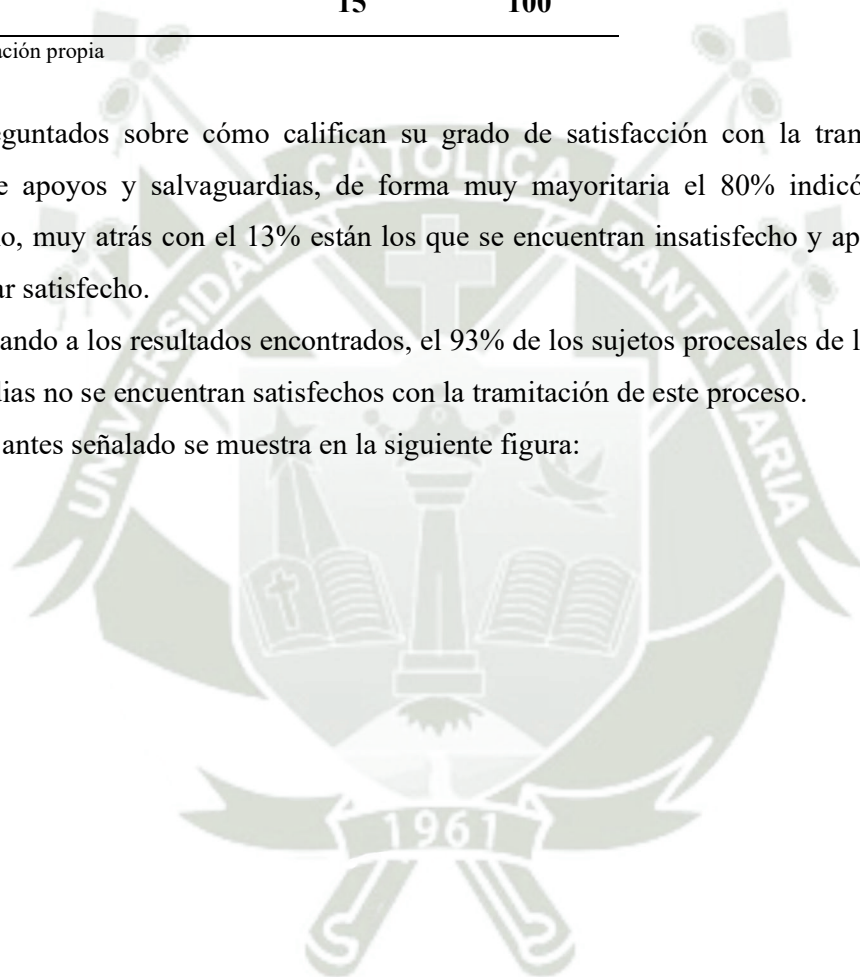 15 100
ación propia
eguntados sobre cómo califican su grado de satisfacción con la tram
e apoyos y salvaguardias, de forma muy mayoritaria el 80% indicó
o, muy atrás con el 13% están los que se encuentran insatisfecho y ap
ar satisfecho.
ando a los resultados encontrados, el 93% de los sujetos procesales de l
dias no se encuentran satisfechos con la tramitación de este proceso.
antes señalado se muestra en la siguiente figura:
UNIVERSIDAD CATOLICA SANTA MARIA
1961